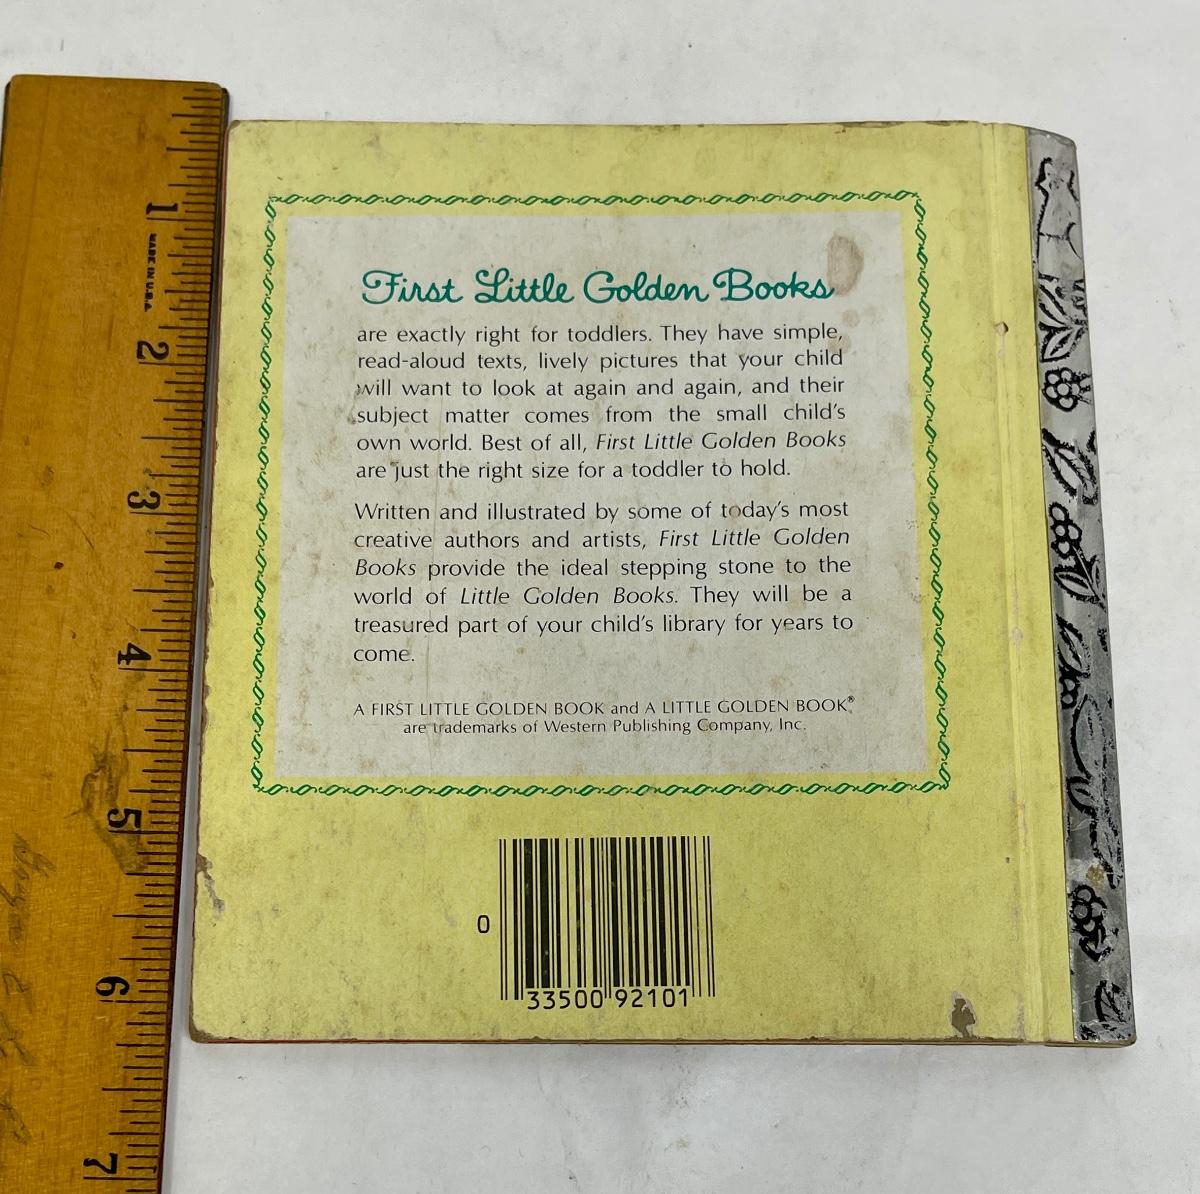 First Little Golden Books
are exactly right for toddlers. They have simple,
read-aloud texts, lively pictures that your child
will want to look at again and again, and their
subject matter comes from the small child's
own world. Best of all, First Little Golden Books
are just the right size for a toddler to hold.
Written and illustrated by some of today's most
creative authors and artists, First Little Golden
Books provide the ideal stepping stone to the
world of Little Golden Books. They will be a
treasured part of your child's library for years to
come.
A FIRST LITTLE GOLDEN BOOK and A LITTLE GOLDEN BOOK®
are trademarks of Western Publishing Company, Inc.
0
33500 92101
1
MADE IN U.S.A.
2
3
4
5
6
7